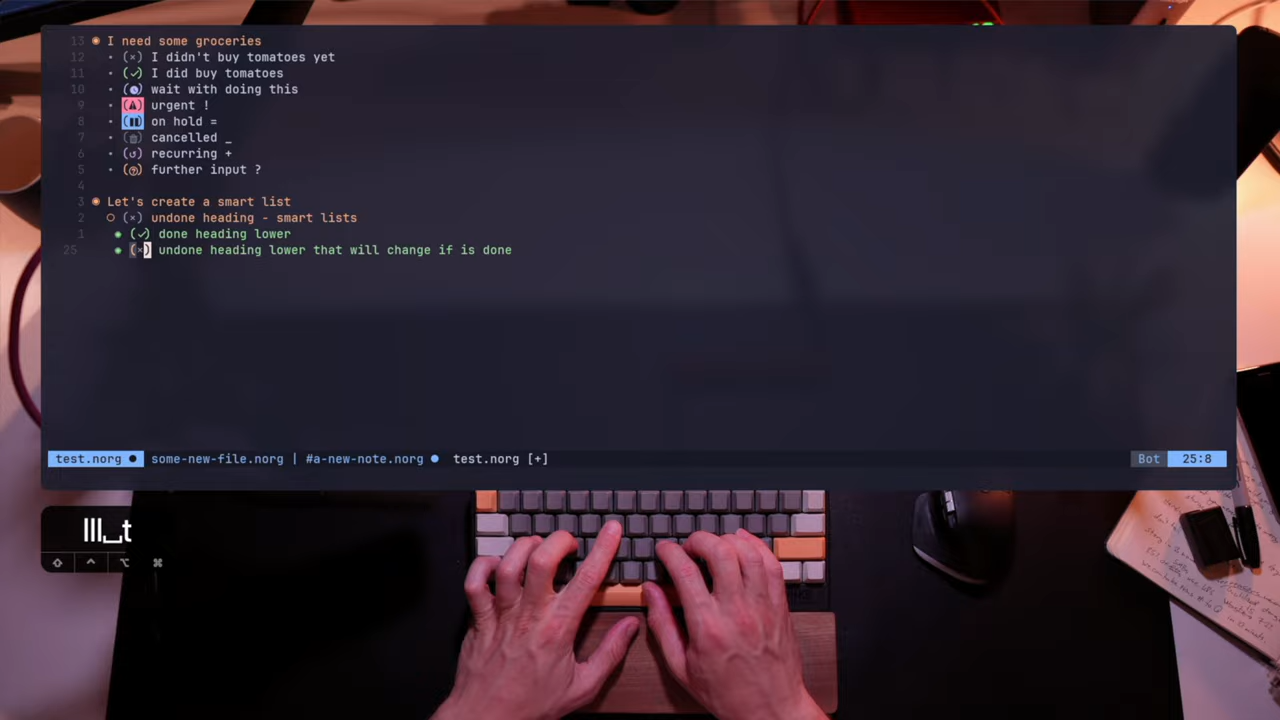 13 I need some groceries
12 • (×) I didn't buy tomatoes yet
11 • (✓) I did buy tomatoes
10 • ( ) wait with doing this
9 • ( ) urgent !
8 • ( ) on hold =
7 • ( ) cancelled _
6 • (↺) recurring +
5 • (?) further input ?
4
3 Let's create a smart list
2 (×) undone heading - smart lists
1 (✓) done heading lower
25 (×) undone heading lower that will change if is done
test.norg ● some-new-file.norg | #a-new-note.norg ● test.norg [+] Bot 25:8
lll␣t